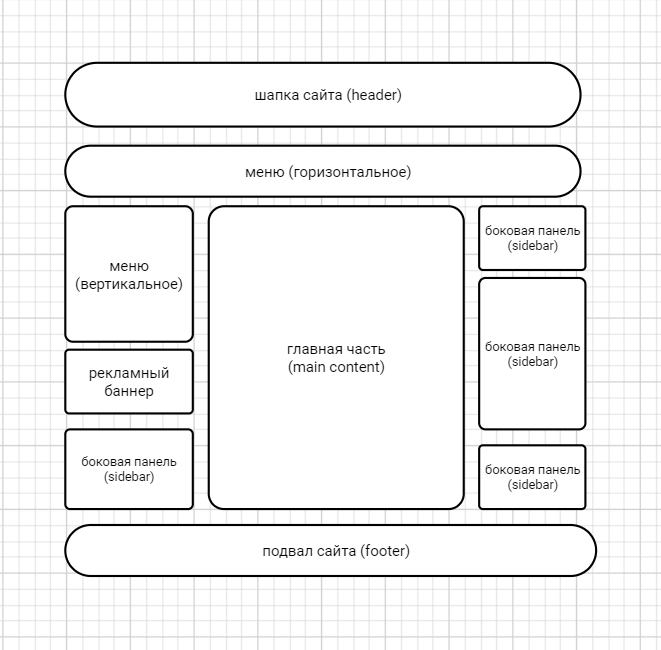 шапка сайта (header)
меню (горизонтальное)
меню
(вертикальное)
рекламный
баннер
боковая панель
(sidebar)
главная часть
(main content)
боковая панель
(sidebar)
боковая панель
(sidebar)
боковая панель
(sidebar)
подвал сайта (footer)